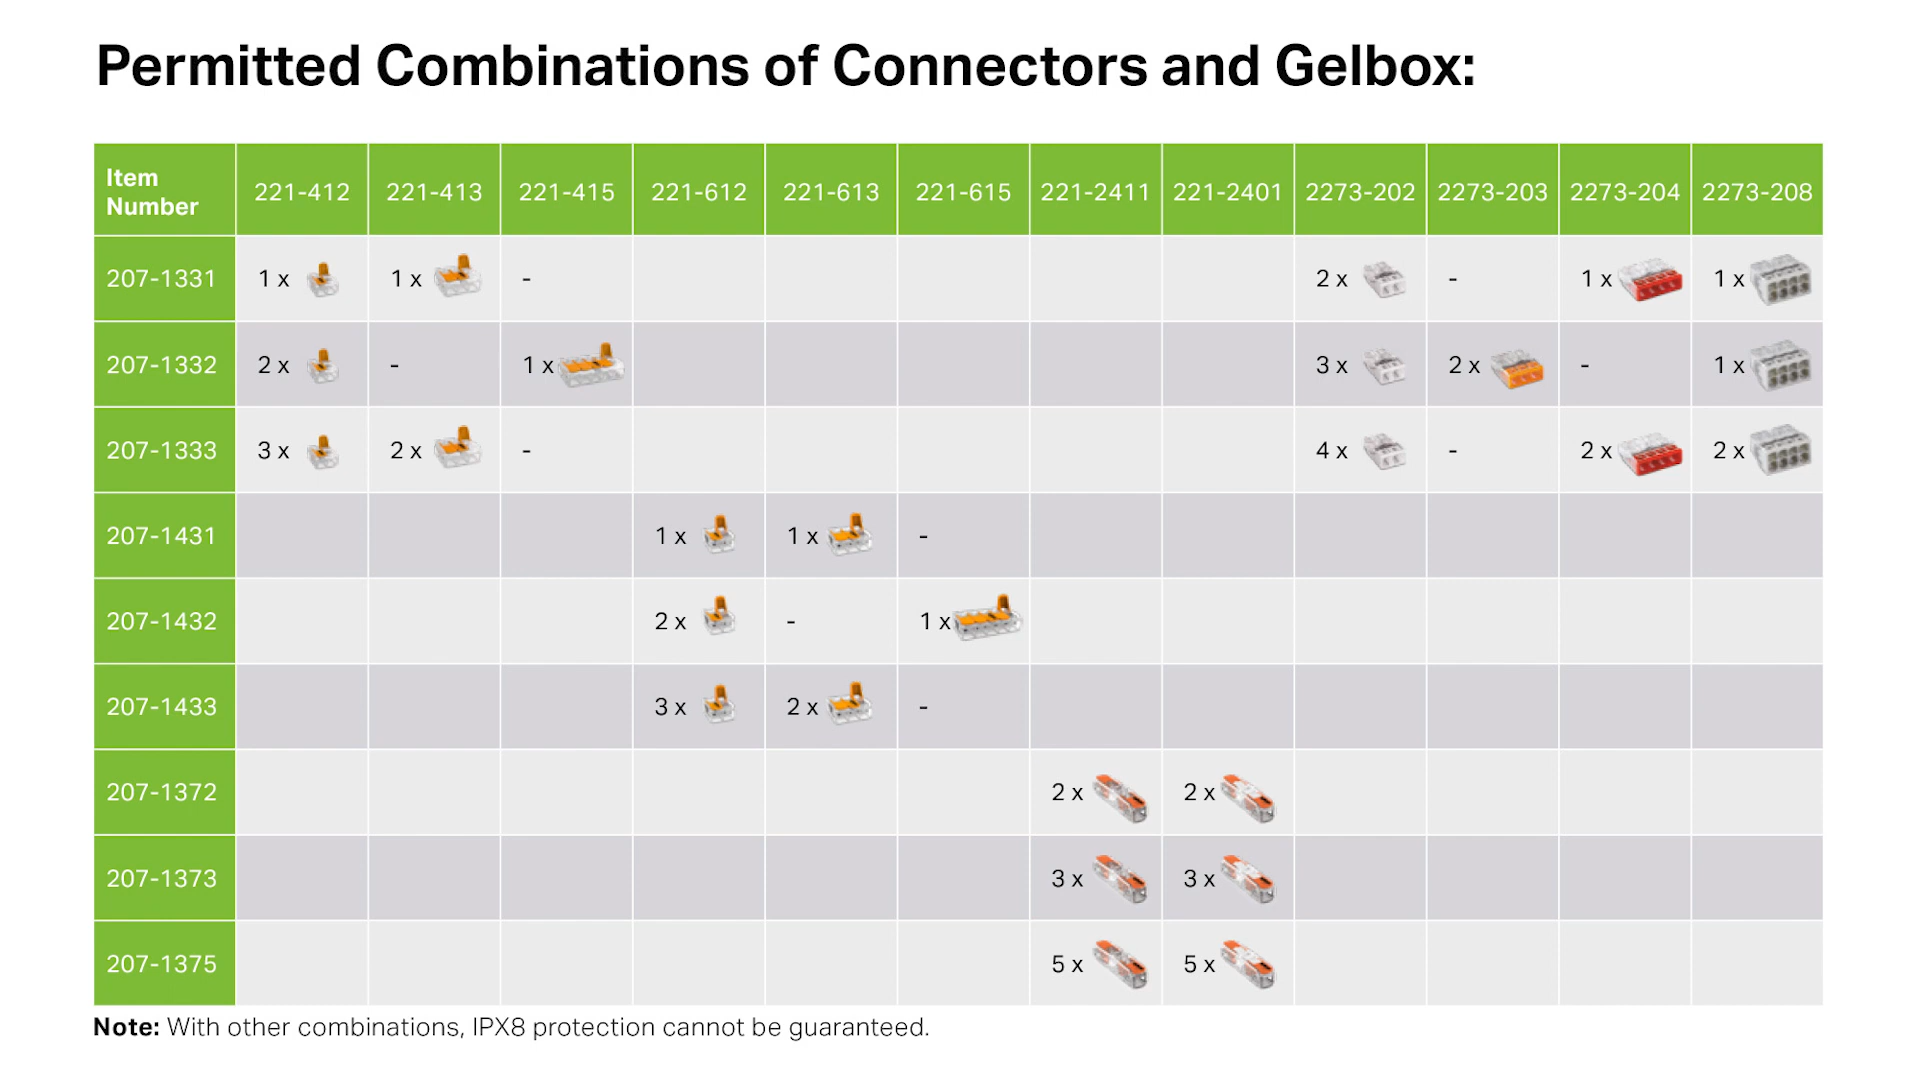 Permitted Combinations of Connectors and Gelbox:
Item Number 221-412 221-413 221-415 221-612 221-613 221-615 221-2411 221-2401 2273-202 2273-203 2273-204 2273-208
207-1331 1 x 1 x - 2 x - 1 x 1 x
207-1332 2 x - 1 x 3 x 2 x - 1 x
207-1333 3 x 2 x - 4 x - 2 x 2 x
207-1431 1 x 1 x -
207-1432 2 x - 1 x
207-1433 3 x 2 x -
207-1372 2 x 2 x
207-1373 3 x 3 x
207-1375 5 x 5 x
Note: With other combinations, IPX8 protection cannot be guaranteed.